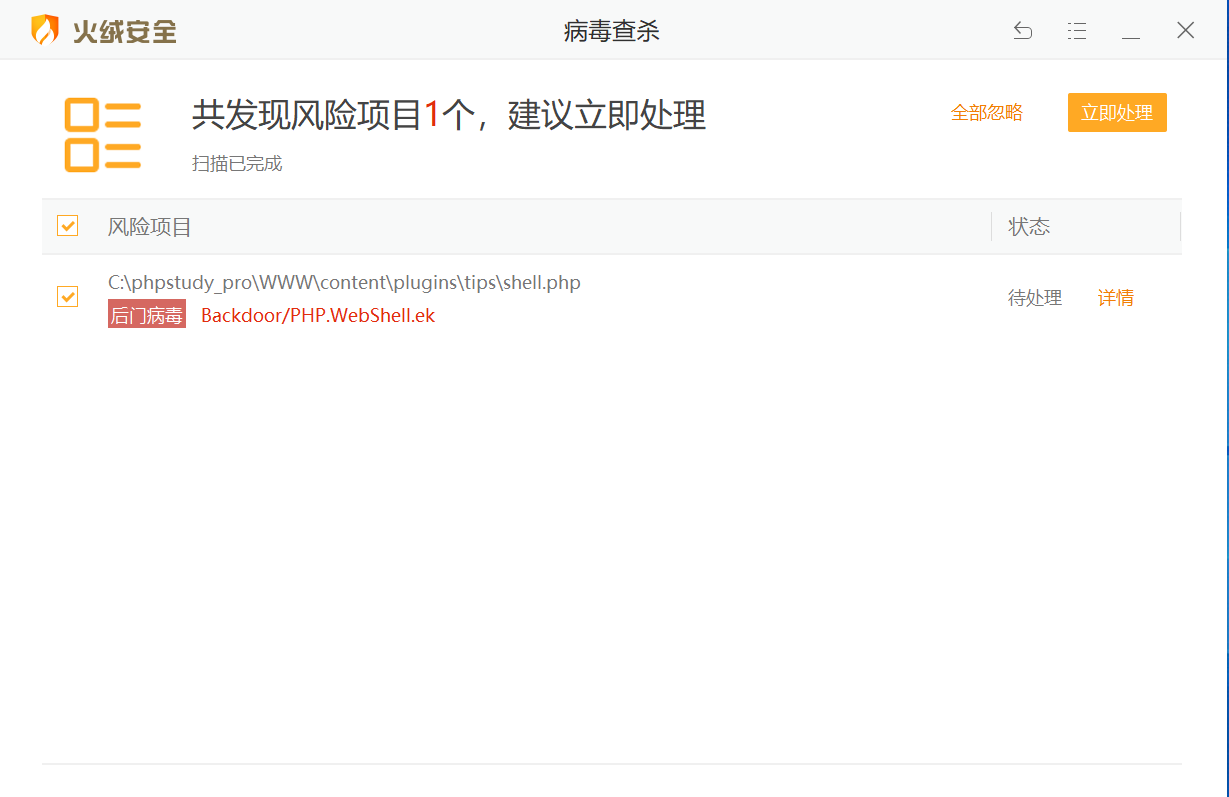 火绒安全
病毒查杀
共发现风险项目1个，建议立即处理
全部忽略
立即处理
扫描已完成
风险项目
状态
C:\phpstudy_pro\WWW\content\plugins\tips\shell.php
后门病毒 Backdoor/PHP.WebShell.ek
待处理
详情